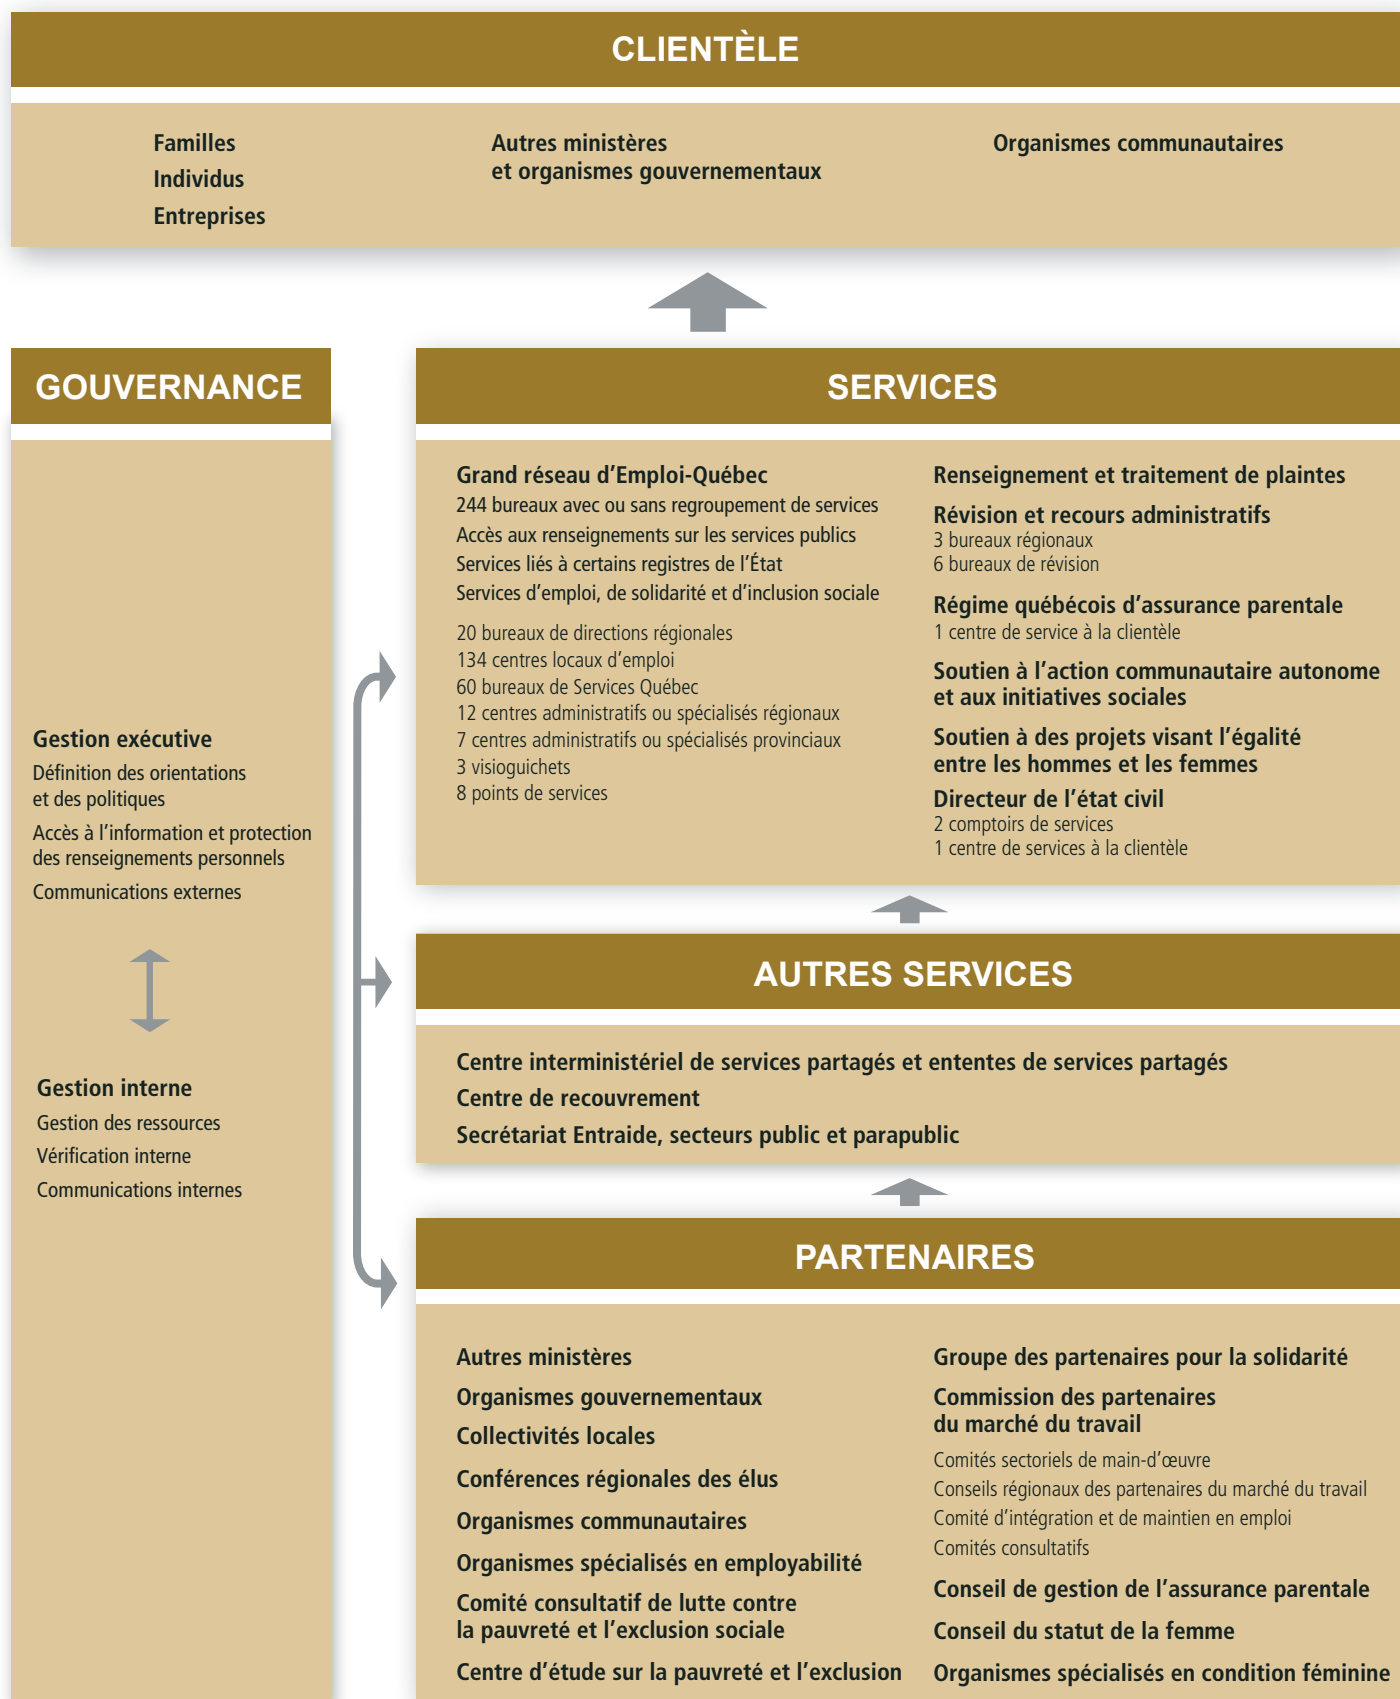 CLIENTÈLE
Familles
Individus
Entreprises
Autres ministères
et organismes gouvernementaux
Organismes communautaires
GOUVERNANCE
Gestion exécutive
Définition des orientations
et des politiques
Accès à l'information et protection
des renseignements personnels
Communications externes
Gestion interne
Gestion des ressources
Vérification interne
Communications internes
SERVICES
Grand réseau d'Emploi-Québec
244 bureaux avec ou sans regroupement de services
Accès aux renseignements sur les services publics
Services liés à certains registres de l'État
Services d'emploi, de solidarité et d'inclusion sociale
20 bureaux de directions régionales
134 centres locaux d'emploi
60 bureaux de Services Québec
12 centres administratifs ou spécialisés régionaux
7 centres administratifs ou spécialisés provinciaux
3 visioguichets
8 points de services
Renseignement et traitement de plaintes
Révision et recours administratifs
3 bureaux régionaux
6 bureaux de révision
Régime québécois d'assurance parentale
1 centre de service à la clientèle
Soutien à l'action communautaire autonome
et aux initiatives sociales
Soutien à des projets visant l'égalité
entre les hommes et les femmes
Directeur de l'état civil
2 comptoirs de services
1 centre de services à la clientèle
AUTRES SERVICES
Centre interministériel de services partagés et ententes de services partagés
Centre de recouvrement
Secrétariat Entraide, secteurs public et parapublic
PARTENAIRES
Autres ministères
Organismes gouvernementaux
Collectivités locales
Conférences régionales des élus
Organismes communautaires
Organismes spécialisés en employabilité
Comité consultatif de lutte contre
la pauvreté et l'exclusion sociale
Centre d'étude sur la pauvreté et l'exclusion
Groupe des partenaires pour la solidarité
Commission des partenaires
du marché du travail
Comités sectoriels de main-d'œuvre
Conseils régionaux des partenaires du marché du travail
Comité d'intégration et de maintien en emploi
Comités consultatifs
Conseil de gestion de l'assurance parentale
Conseil du statut de la femme
Organismes spécialisés en condition féminine